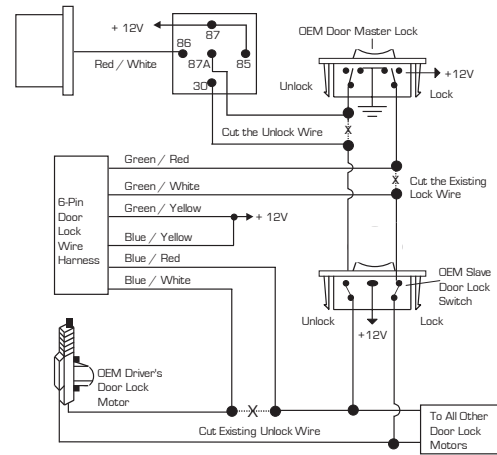 + 12V
87
86
87A
85
30
Red / White
OEM Door Master Lock
+12V
Unlock
Lock
Cut the Unlock Wire
X
Green / Red
Green / White
Green / Yellow
Blue / Yellow
Blue / Red
Blue / White
+ 12V
6-Pin
Door
Lock
Wire
Harness
X
Cut the Existing
Lock Wire
OEM Slave
Door Lock
Switch
Unlock
Lock
+12V
OEM Driver's
Door Lock
Motor
X
Cut Existing Unlock Wire
To All Other
Door Lock
Motors